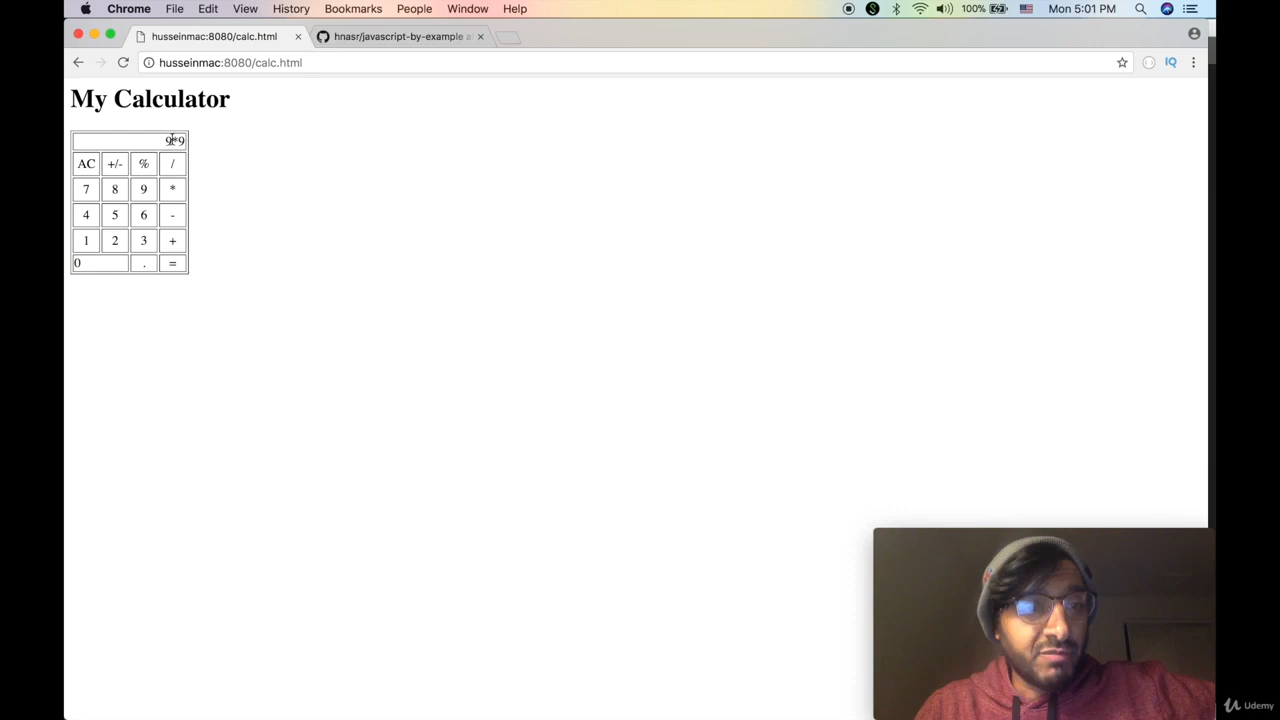 Chrome File Edit View History Bookmarks People Window Help 100% Mon 5:01 PM
husseinmac:8080/calc.html hnasr/javascript-by-example a
husseinmac:8080/calc.html IQ
My Calculator
9*9
AC +/- % /
7 8 9 *
4 5 6 -
1 2 3 +
0 . =
Udemy